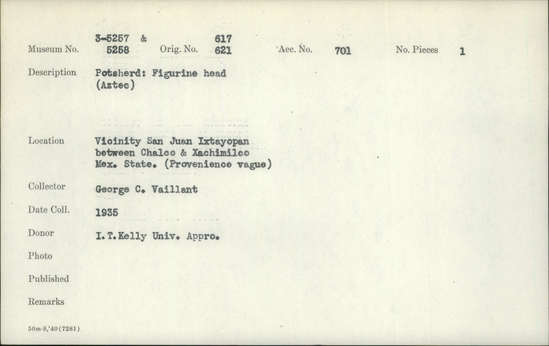 3-5257 & 617
Museum No. 5258 Orig. No. 621 Acc. No. 701 No. Pieces 1
Description Potsherd: Figurine head
(Aztec)
Location Vicinity San Juan Ixtayopan
between Chalco & Xachimilco
Mex. State. (Provenience vague)
Collector George C. Vaillant
Date Coll. 1935
Donor I.T.Kelly Univ. Appro.
Photo
Published
Remarks
50m-8,'40(7281)